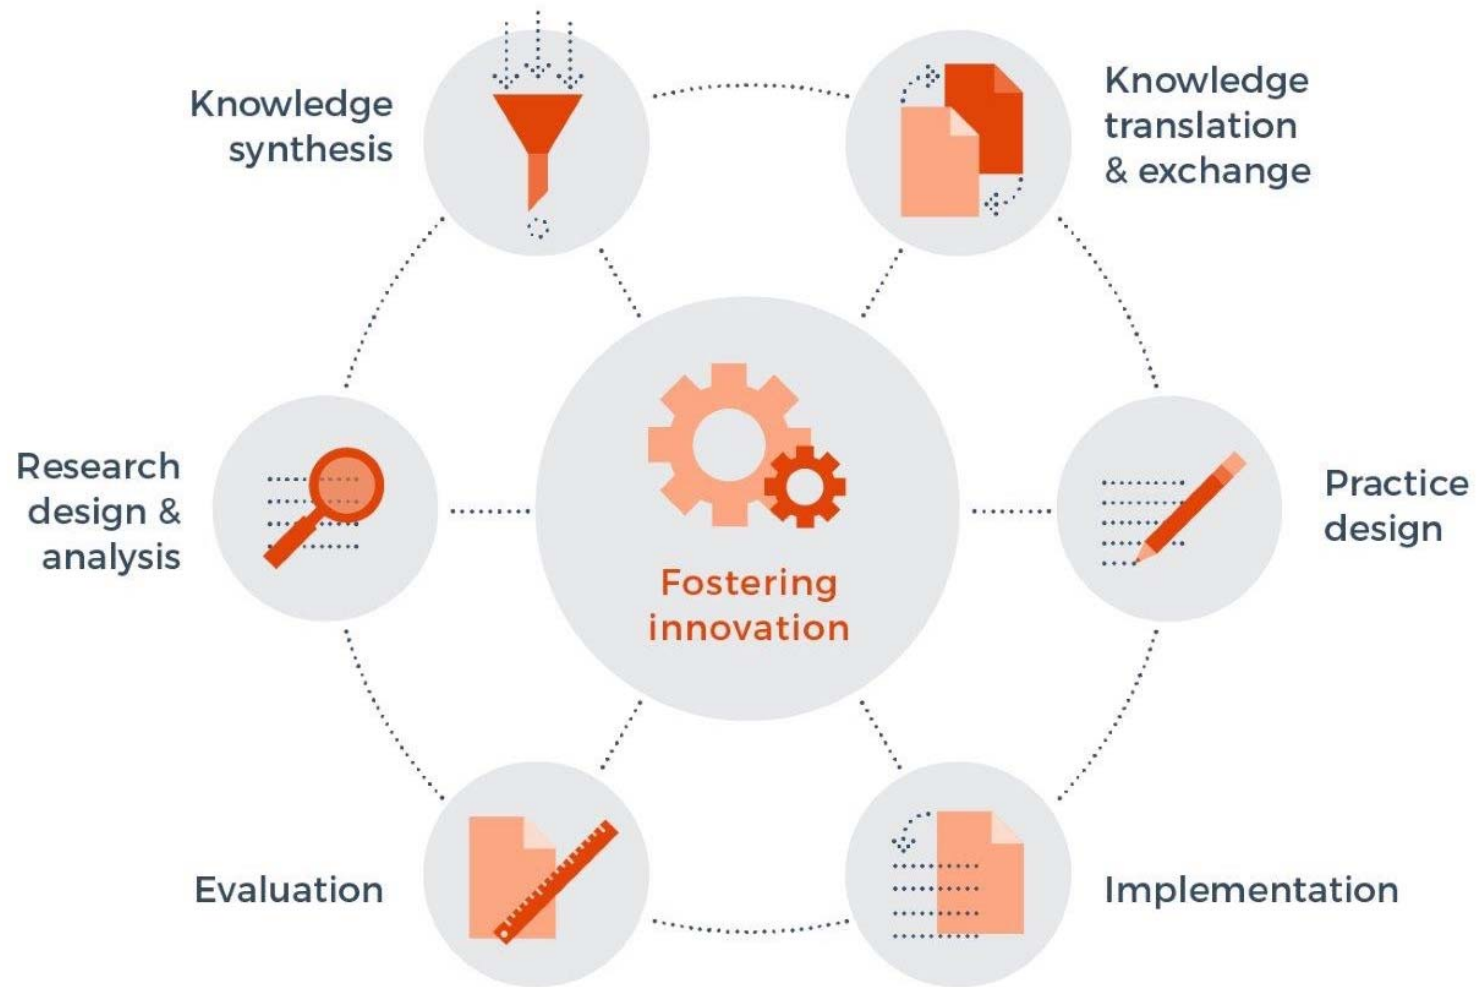 Knowledge
synthesis
Knowledge
translation
& exchange
Research
design &
analysis
Fostering
innovation
Practice
design
Evaluation
Implementation